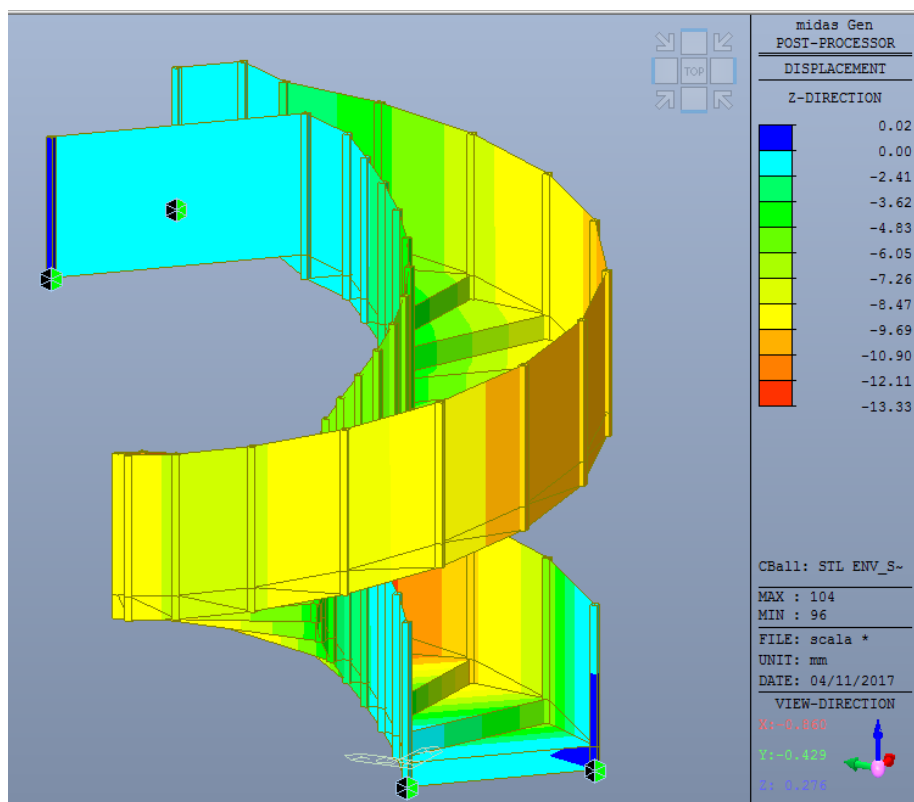 TOP
midas Gen
POST-PROCESSOR
DISPLACEMENT
Z-DIRECTION
0.02
0.00
-2.41
-3.62
-4.83
-6.05
-7.26
-8.47
-9.69
-10.90
-12.11
-13.33
CBall: STL ENV_S~
MAX : 104
MIN : 96
FILE: scala *
UNIT: mm
DATE: 04/11/2017
VIEW-DIRECTION
X:-0.860
Y:-0.429
Z: 0.276